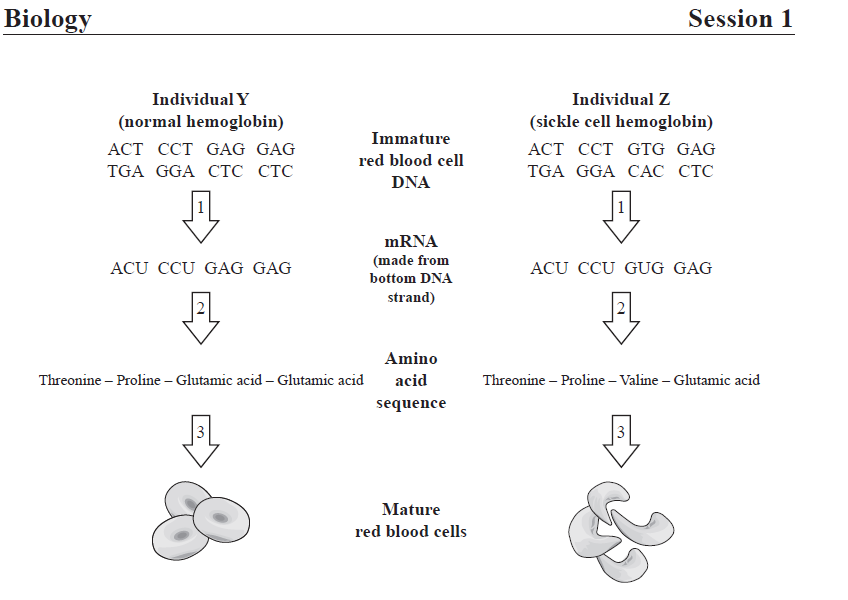 Biology Session 1
Individual Y
(normal hemoglobin)
Individual Z
(sickle cell hemoglobin)
Immature
red blood cell
DNA
ACT CCT GAG GAG
TGA GGA CTC CTC
ACT CCT GTG GAG
TGA GGA CAC CTC
1
1
mRNA
(made from
bottom DNA
strand)
ACU CCU GAG GAG
ACU CCU GUG GAG
2
2
Amino
acid
sequence
Threonine – Proline – Glutamic acid – Glutamic acid
Threonine – Proline – Valine – Glutamic acid
3
3
Mature
red blood cells